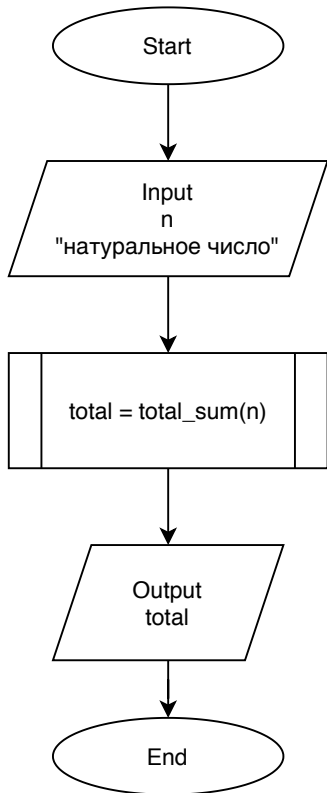 Start
Input
n
"натуральное число"
total = total_sum(n)
Output
total
End